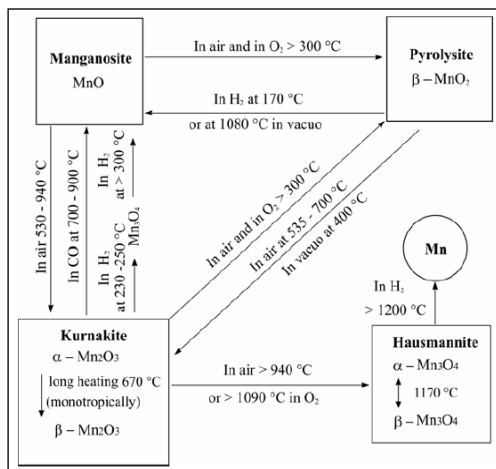 Manganosite
MnO
In air and in O₂ > 300 °C
Pyrolysite
β – MnO₂
In H₂ at 170 °C
or at 1080 °C in vacuo
In air 530 - 940 °C
In CO at 700 - 900 °C
In H₂
at > 300 °C
Mn₃O₄
In H₂
at 230 -250 °C
In air and in O₂ > 300 °C
In air at 535 - 700 °C
In vacuo at 400 °C
Mn
In H₂
> 1200 °C
Kurnakite
α – Mn2O3
long heating 670 °C
(monotropically)
β – Mn2O3
In air > 940 °C
or > 1090 °C in O₂
Hausmannite
α – Mn3O4
1170 °C
β – Mn3O4